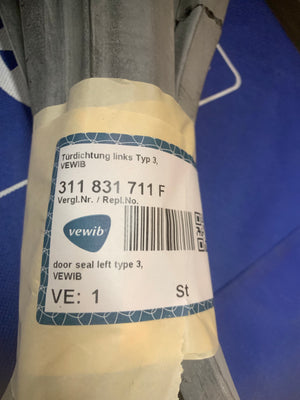 Türdichtung links Typ 3,
VEWIB
311 831 711 F
Vergl.Nr. / Repl.No.
vewib
door seal left type 3,
VEWIB
VE: 1 St